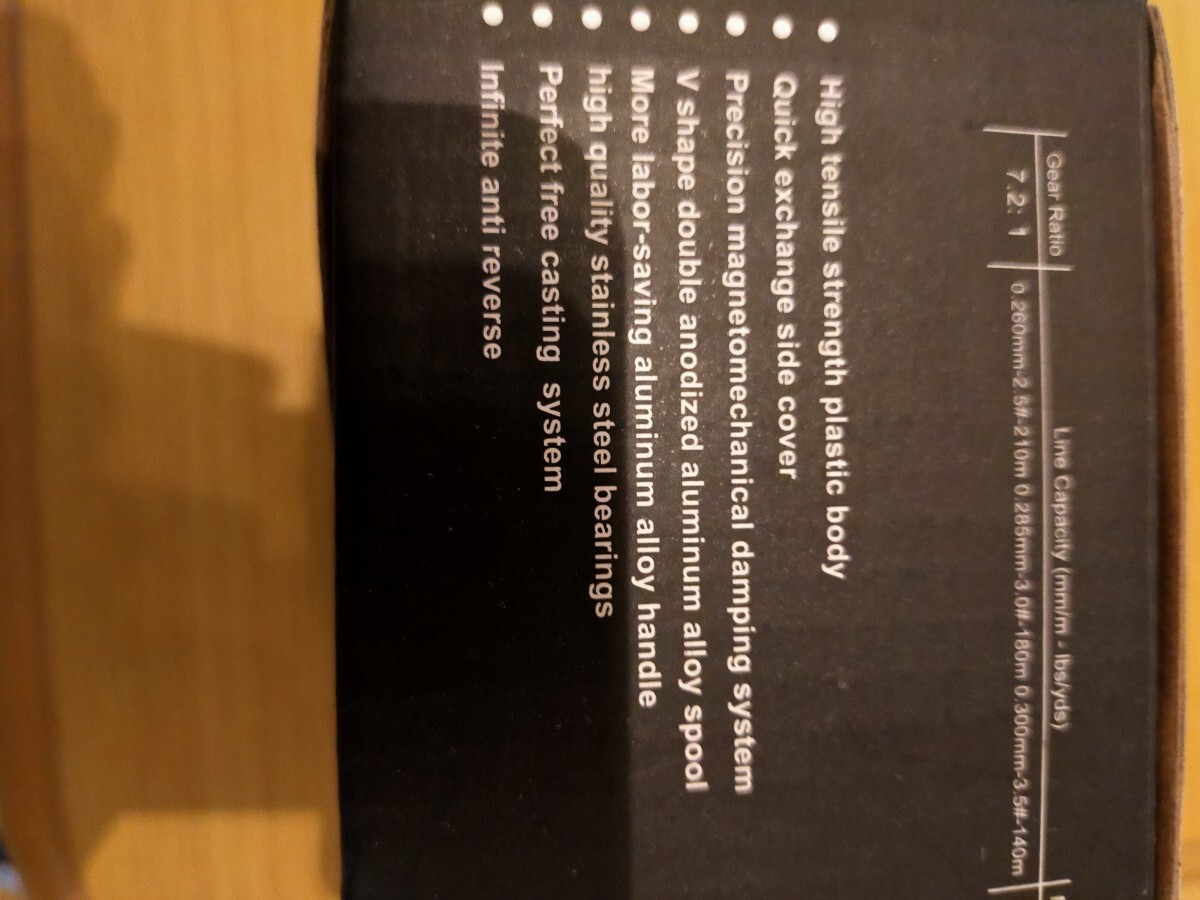 Gear Ratio
Line Capacity (mm/m - lbs/yds)
7.2: 1
0.260mm-2.5#-210m 0.285mm-3.0#-180m 0.300mm-3.5#-140m
● High tensile strength plastic body
● Quick exchange side cover
● Precision magnetomechanical damping system
● V shape double anodized aluminum alloy spool
● More labor-saving aluminum alloy handle
● high quality stainless steel bearings
● Perfect free casting system
● Infinite anti reverse